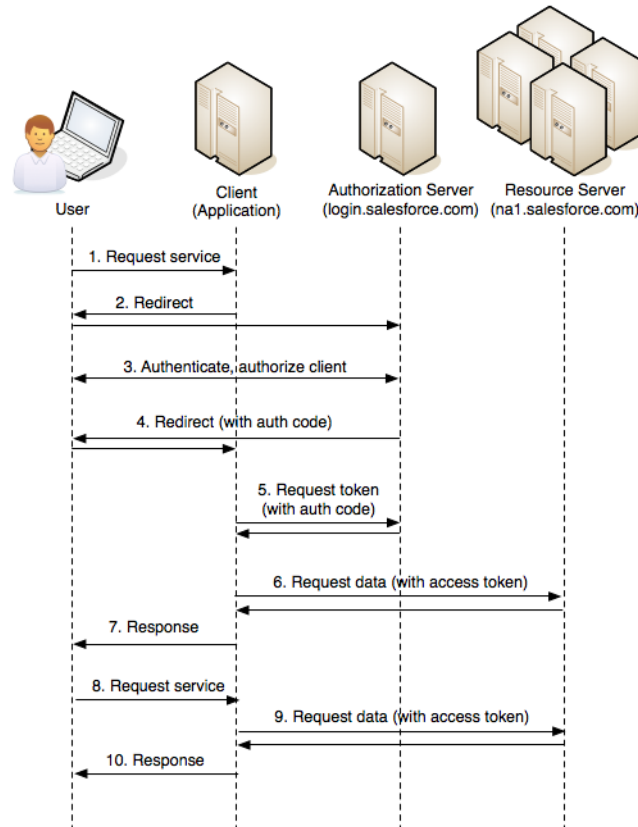 User
Client
(Application)
Authorization Server
(login.salesforce.com)
Resource Server
(na1.salesforce.com)
1. Request service
2. Redirect
3. Authenticate, authorize client
4. Redirect (with auth code)
5. Request token
(with auth code)
6. Request data (with access token)
7. Response
8. Request service
9. Request data (with access token)
10. Response